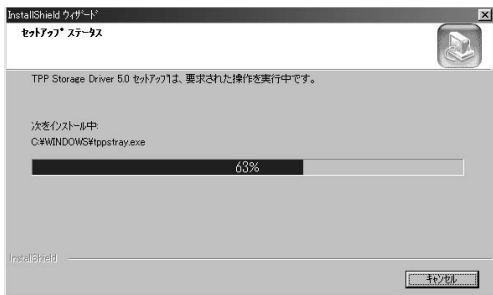 InstallShield ウィザード
セットアップ ステータス
TPP Storage Driver 5.0 セットアップは、要求された操作を実行中です。
次をインストール中:
C:¥WINDOWS¥tppstray.exe
63%
InstallShield
キャンセル